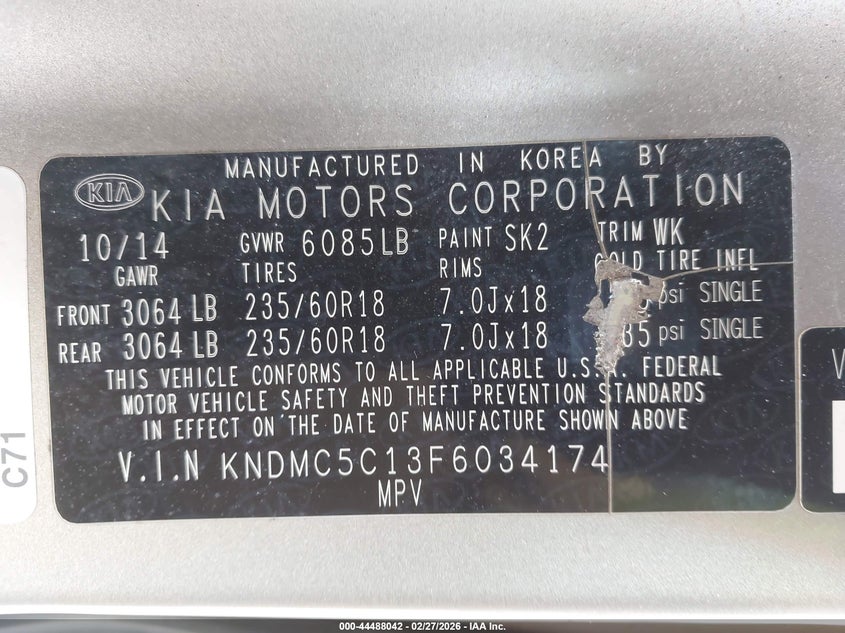 MANUFACTURED IN KOREA BY
KIA KIA MOTORS CORPORATION
10/14 GVWR 6085LB PAINT SK2 TRIM WK
GAWR TIRES RIMS COLD TIRE INFL
FRONT 3064 LB 235/60R18 7.0Jx18 psi SINGLE
REAR 3064 LB 235/60R18 7.0Jx18 35 psi SINGLE
THIS VEHICLE CONFORMS TO ALL APPLICABLE U.S.A. FEDERAL
MOTOR VEHICLE SAFETY AND THEFT PREVENTION STANDARDS
IN EFFECT ON THE DATE OF MANUFACTURE SHOWN ABOVE
V.I.N KNDMC5C13F6034174
MPV
C71
V
000-44488042 - 02/27/2026 - IAA Inc.